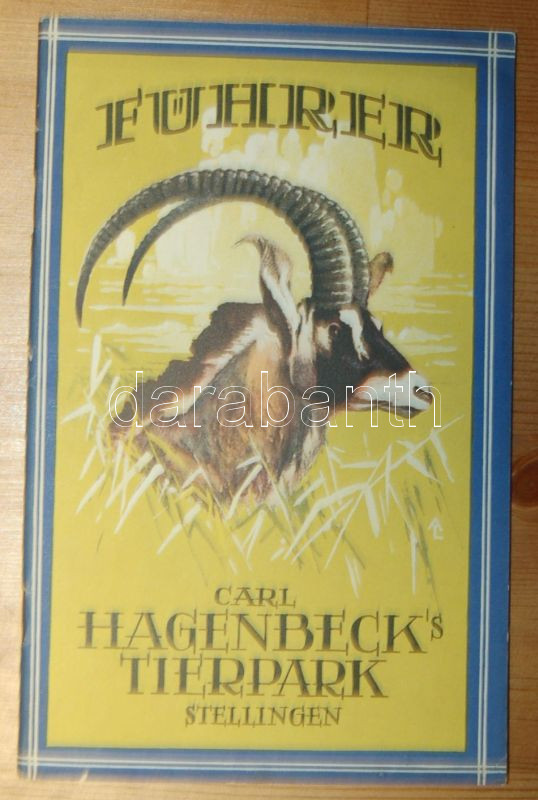 FÜHRER
darabanth
CARL
HAGENBECK's
TIERPARK
STELLINGEN